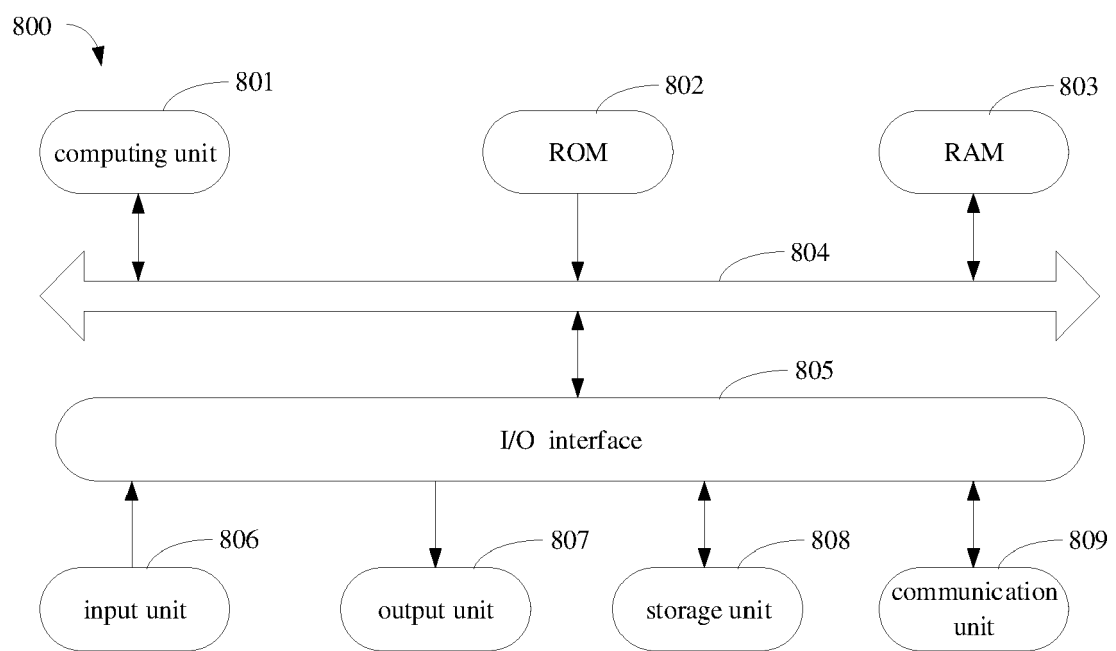 800
801
802
803
computing unit
ROM
RAM
804
805
I/O interface
806
807
808
809
input unit
output unit
storage unit
communication
unit